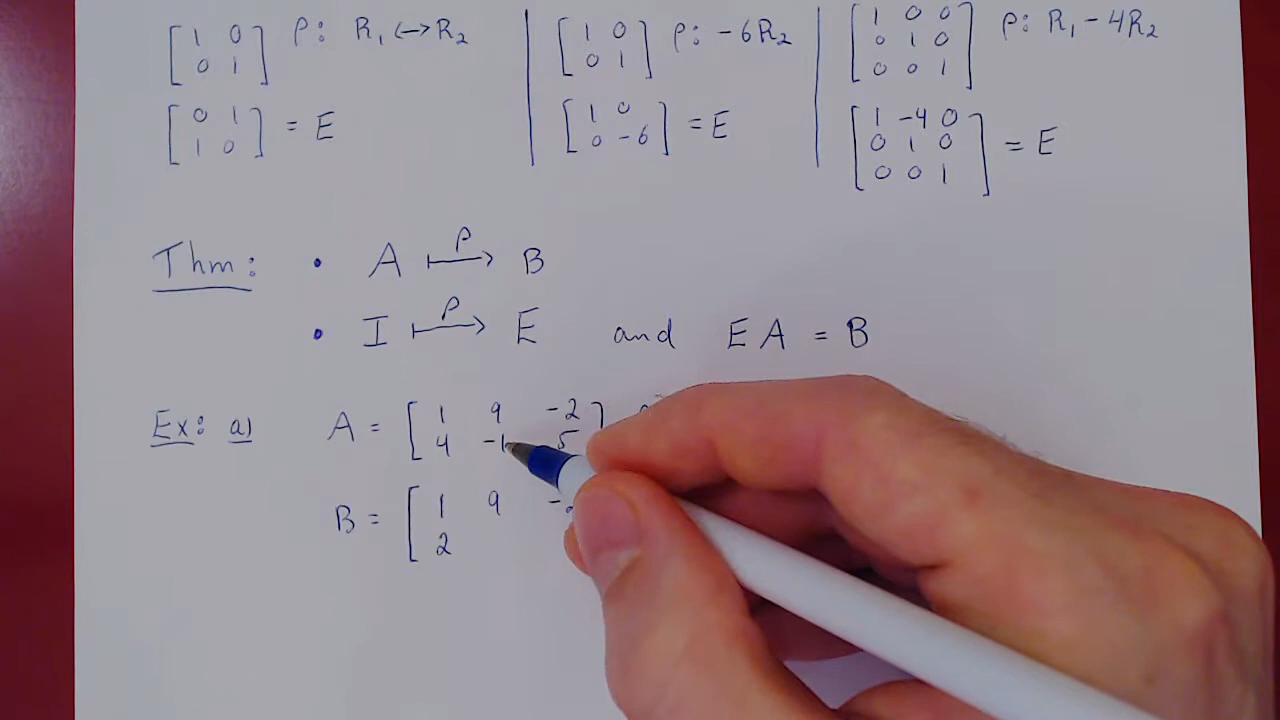 [1 0 0 1] ρ: R₁ ↔ R₂
[0 1 1 0] = E
[1 0 0 1] ρ: -6R₂
[1 0 0 -6] = E
[1 0 0 0 1 0 0 0 1] ρ: R₁ - 4R₂
[1 -4 0 0 1 0 0 0 1] = E
Thm: • A ↦ρ B
• I ↦ρ E and EA = B
Ex: a) A = [1 9 -2
4 -1 5]
B = [1 9
2